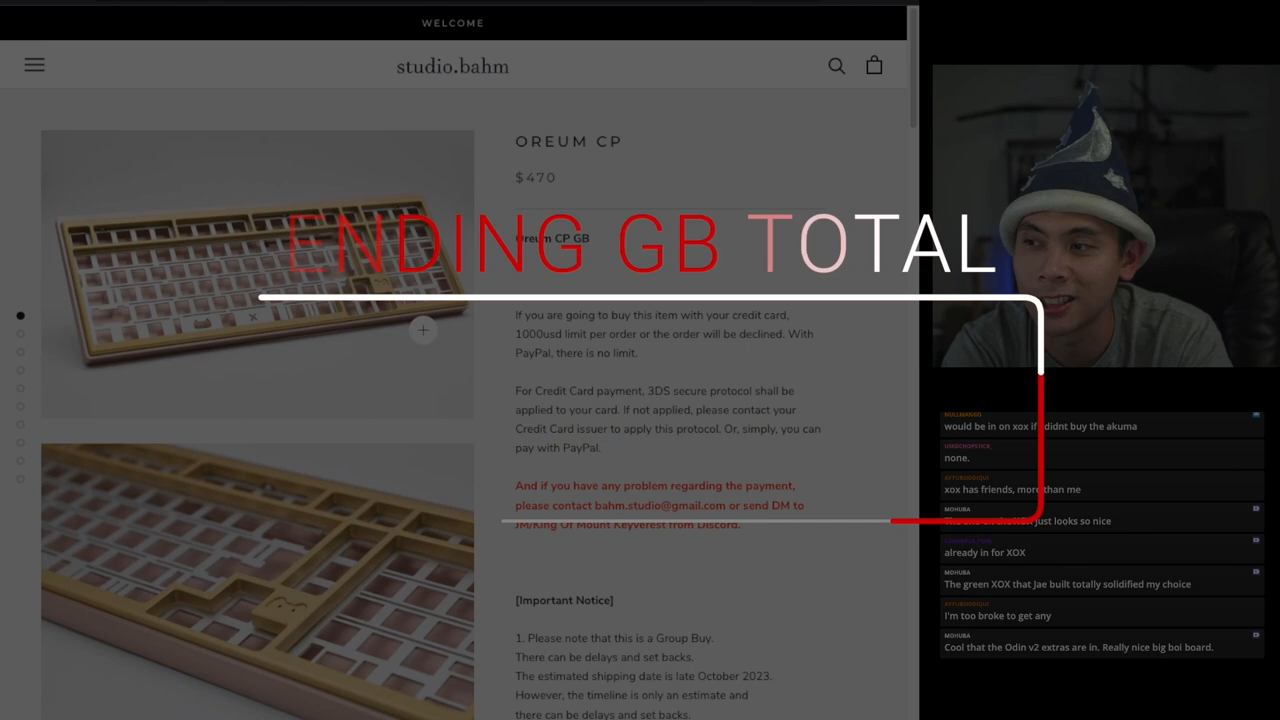 WELCOME
studio.bahm
OREUM CP
$470
ENDING GB TOTAL
Oreum CP GB
If you are going to buy this item with your credit card,
1000usd limit per order or the order will be declined. With
PayPal, there is no limit.
For Credit Card payment, 3DS secure protocol shall be
applied to your card. If not applied, please contact your
Credit Card issuer to apply this protocol. Or, simply, you can
pay with PayPal.
And if you have any problem regarding the payment,
please contact bahm.studio@gmail.com or send DM to
JM/King Of Mount Keyverest from Discord.
[Important Notice]
1. Please note that this is a Group Buy.
There can be delays and set backs.
The estimated shipping date is late October 2023.
However, the timeline is only an estimate and
there can be delays and set backs.
NULLMANGO
would be in on xox if i didnt buy the akuma
USEDCHOPSTICK_
none.
xox has friends, more than me
MOHUBA
just looks so nice
already in for XOX
MOHUBA
The green XOX that Jae built totally solidified my choice
I'm too broke to get any
MOHUBA
Cool that the Odin v2 extras are in. Really nice big boi board.